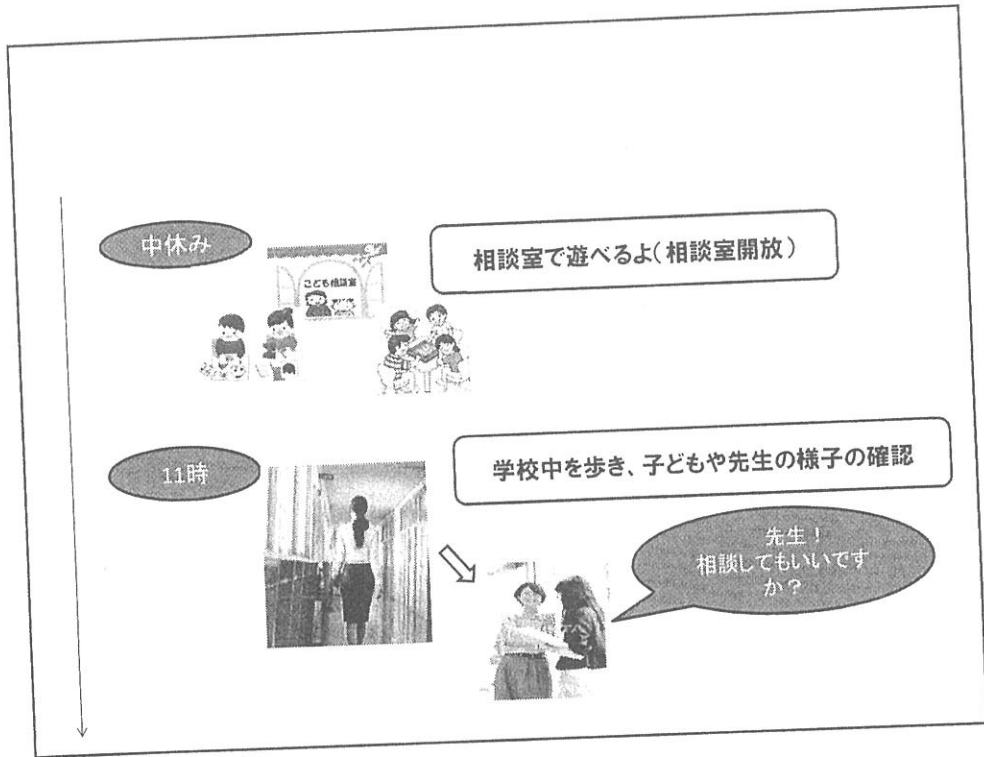 中休み
こども相談室
相談室で遊べるよ(相談室開放)
11時
学校中を歩き、子どもや先生の様子の確認
先生!
相談してもいいです
か?